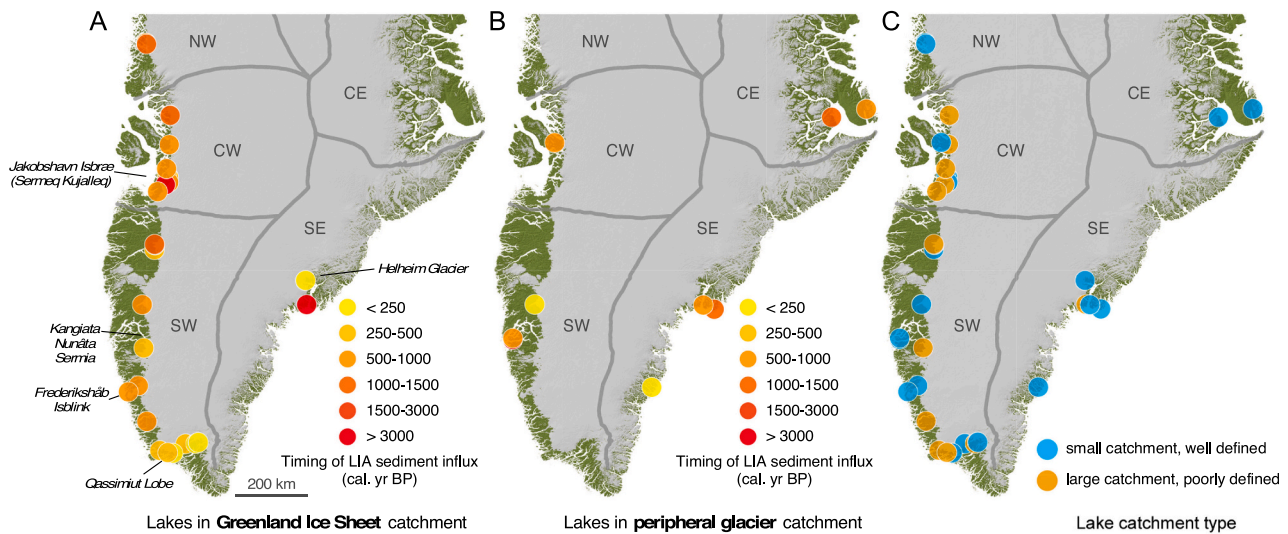 A
NW
CE
CW
Jakobshavn Isbræ
(Sermeq Kujalleq)
SE
Helheim Glacier
SW
Kangiata
Nunâta
Sermia
Frederikshåb
Isblink
Qassimiut Lobe
200 km
< 250
250-500
500-1000
1000-1500
1500-3000
> 3000
Timing of LIA sediment influx
(cal. yr BP)
Lakes in Greenland Ice Sheet catchment
B
NW
CE
CW
SE
SW
< 250
250-500
500-1000
1000-1500
1500-3000
> 3000
Timing of LIA sediment influx
(cal. yr BP)
Lakes in peripheral glacier catchment
C
NW
CE
CW
SE
SW
small catchment, well defined
large catchment, poorly defined
Lake catchment type